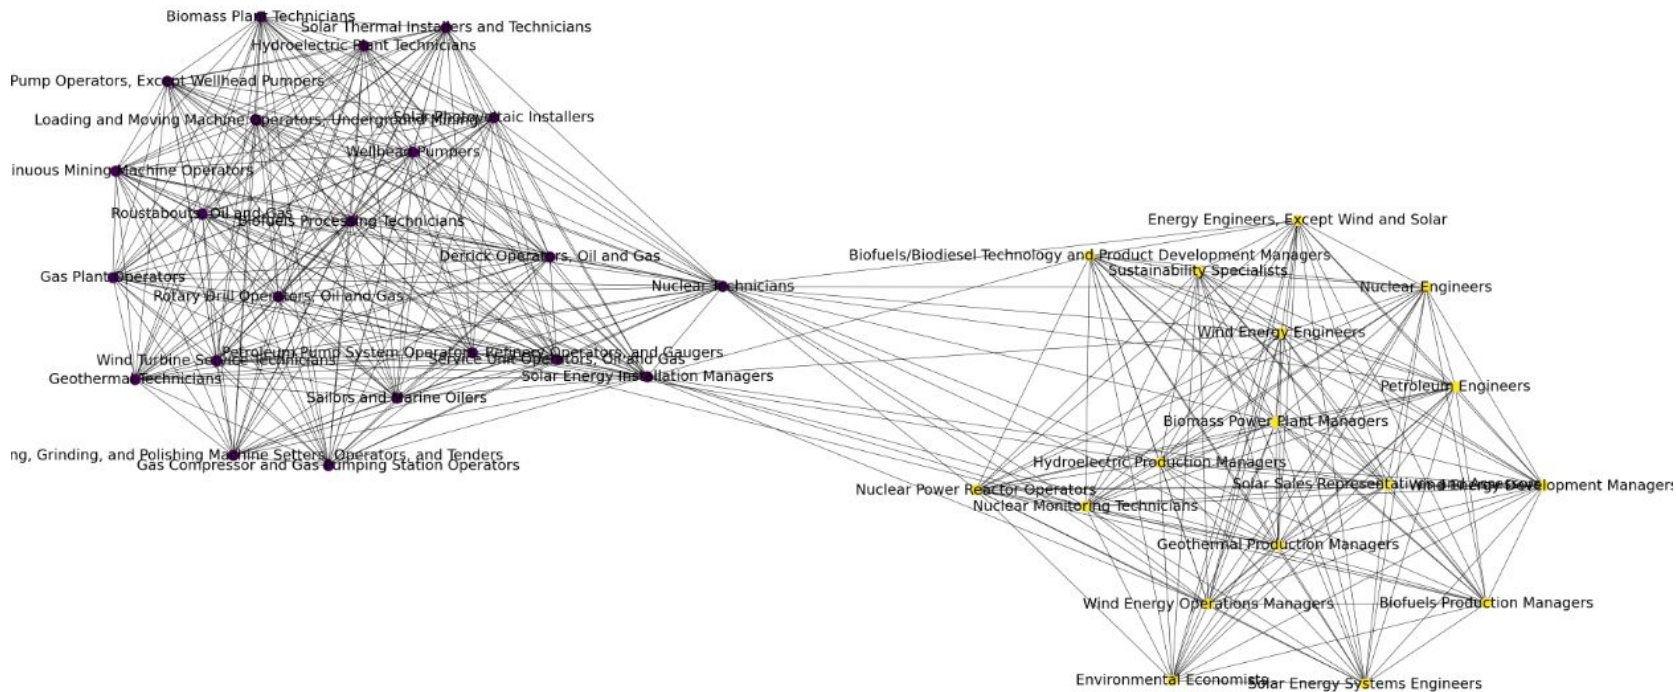 Biomass Plant Technicians
Solar Thermal Installers and Technicians
Hydroelectric Plant Technicians
Pump Operators, Except Wellhead Pumpers
Loading and Moving Machine Operators, Underground Mining
Solar Photovoltaic Installers
Wellhead Pumpers
inuous Mining Machine Operators
Roustabouts, Oil and Gas
Biofuels Processing Technicians
Derrick Operators, Oil and Gas
Gas Plant Operators
Nuclear Technicians
Rotary Drill Operators, Oil and Gas
Petroleum Pump System Operators, Refinery Operators, and Gaugers
Wind Turbine Service Technicians
Service Unit Operators, Oil and Gas
Geothermal Technicians
Solar Energy Installation Managers
Sailors and Marine Oilers
ng, Grinding, and Polishing Machine Setters, Operators, and Tenders
Gas Compressor and Gas Pumping Station Operators
Energy Engineers, Except Wind and Solar
Biofuels/Biodiesel Technology and Product Development Managers
Sustainability Specialists
Nuclear Engineers
Wind Energy Engineers
Petroleum Engineers
Biomass Power Plant Managers
Hydroelectric Production Managers
Solar Sales Representatives and Assessors
Wind Energy Development Managers
Nuclear Power Reactor Operators
Nuclear Monitoring Technicians
Geothermal Production Managers
Wind Energy Operations Managers
Biofuels Production Managers
Environmental Economists
Solar Energy Systems Engineers